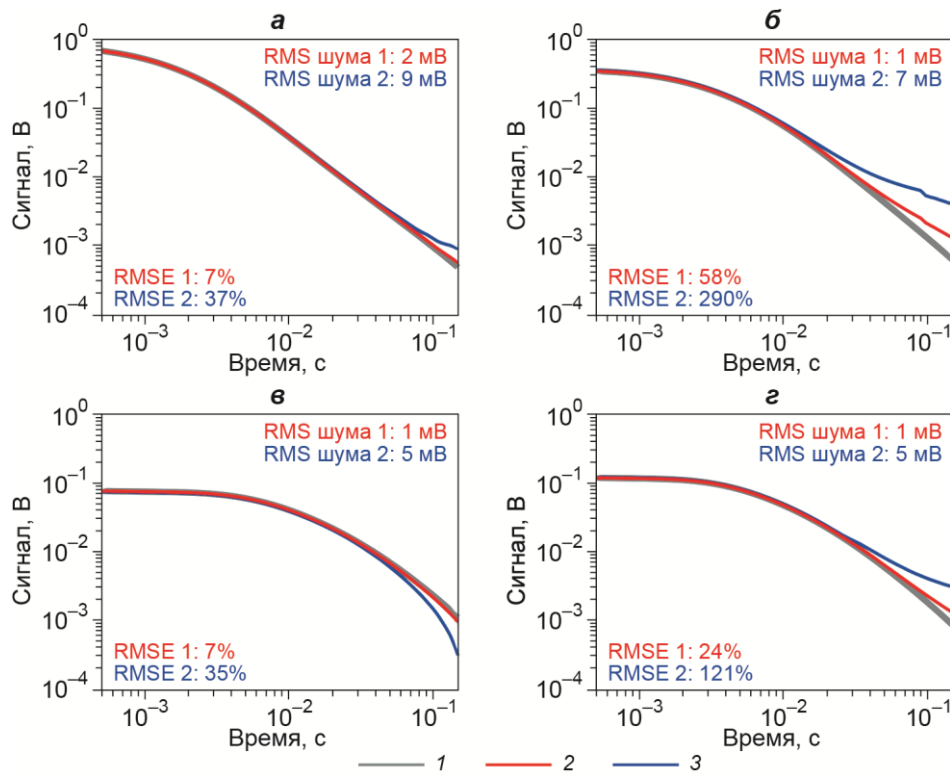 а
Сигнал, В
10⁰
10⁻¹
10⁻²
10⁻³
10⁻⁴
RMS шума 1: 2 мВ
RMS шума 2: 9 мВ
RMSE 1: 7%
RMSE 2: 37%
10⁻³
10⁻²
10⁻¹
Время, с
б
Сигнал, В
10⁰
10⁻¹
10⁻²
10⁻³
10⁻⁴
RMS шума 1: 1 мВ
RMS шума 2: 7 мВ
RMSE 1: 58%
RMSE 2: 290%
10⁻³
10⁻²
10⁻¹
Время, с
в
Сигнал, В
10⁰
10⁻¹
10⁻²
10⁻³
10⁻⁴
RMS шума 1: 1 мВ
RMS шума 2: 5 мВ
RMSE 1: 7%
RMSE 2: 35%
10⁻³
10⁻²
10⁻¹
Время, с
г
Сигнал, В
10⁰
10⁻¹
10⁻²
10⁻³
10⁻⁴
RMS шума 1: 1 мВ
RMS шума 2: 5 мВ
RMSE 1: 24%
RMSE 2: 121%
10⁻³
10⁻²
10⁻¹
Время, с
1 2 3